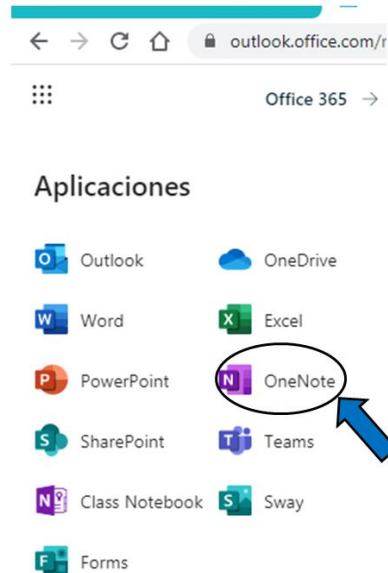 outlook.office.com/r
Office 365 →
Aplicaciones
Outlook OneDrive
Word Excel
PowerPoint OneNote
SharePoint Teams
Class Notebook Sway
Forms